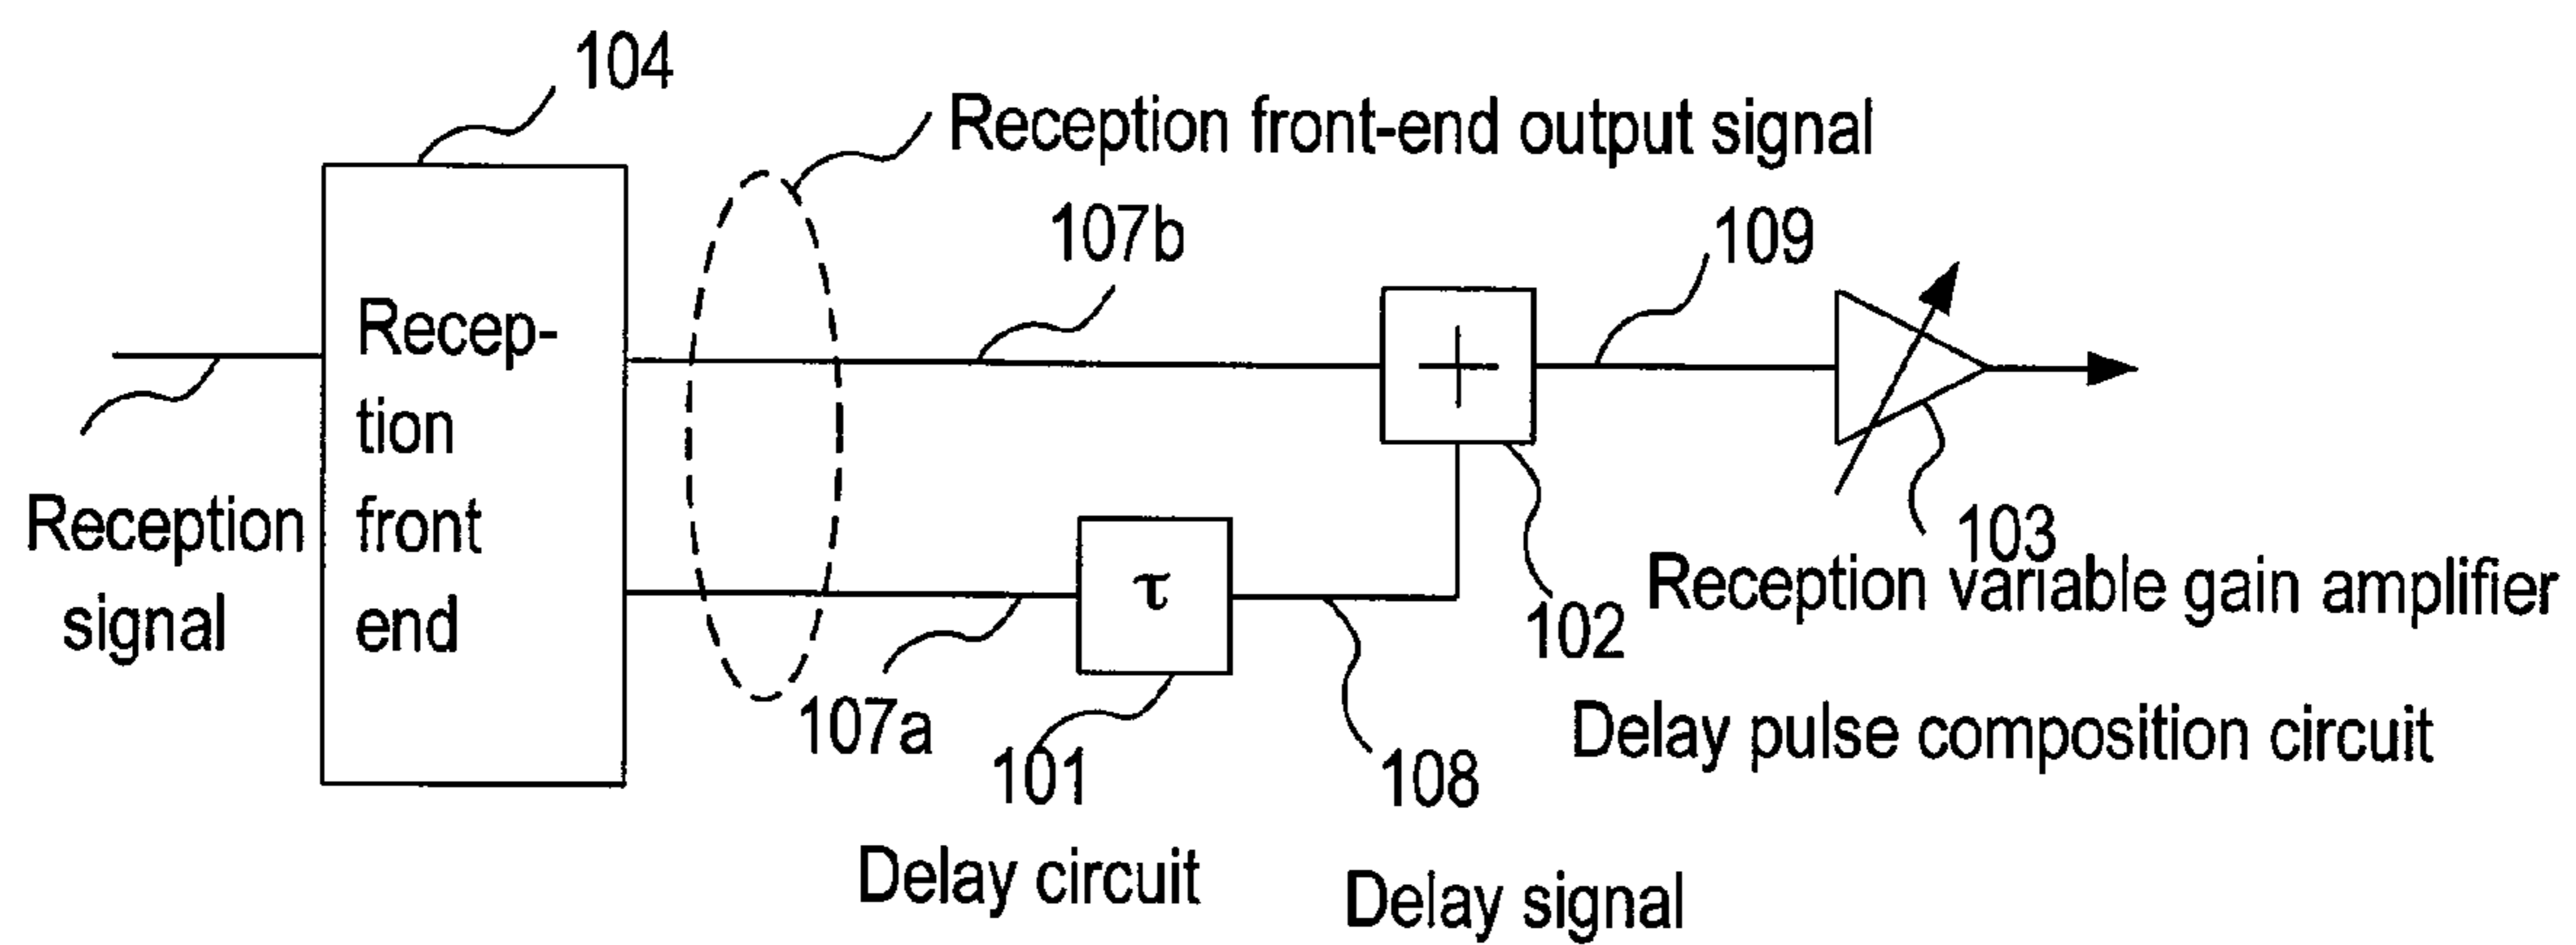 104
Reception front-end output signal
107b
109
Recep-
tion
front
end
Reception
signal
τ
+
103
Reception variable gain amplifier
102
107a
101
108
Delay pulse composition circuit
Delay circuit
Delay signal